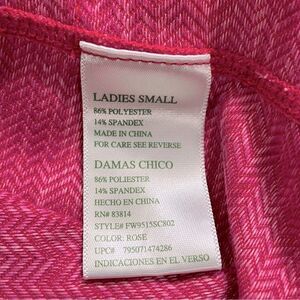 LADIES SMALL
86% POLYESTER
14% SPANDEX
MADE IN CHINA
FOR CARE SEE REVERSE
DAMAS CHICO
86% POLIESTER
14% SPANDEX
HECHO EN CHINA
RN# 83814
STYLE# FW9515SC802
COLOR: ROSE
UPC# 795071474286
INDICACIONES EN EL VERSO